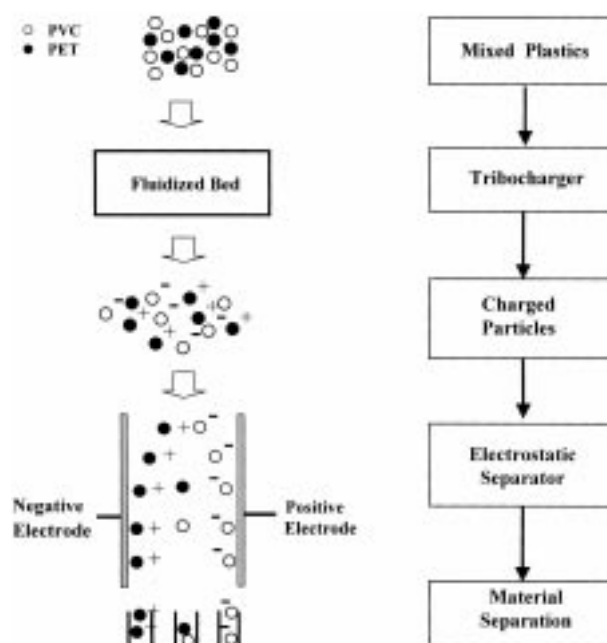 PVC
PET
Fluidized Bed
Negative
Electrode
Positive
Electrode
Mixed Plastics
Tribocharger
Charged
Particles
Electrostatic
Separator
Material
Separation